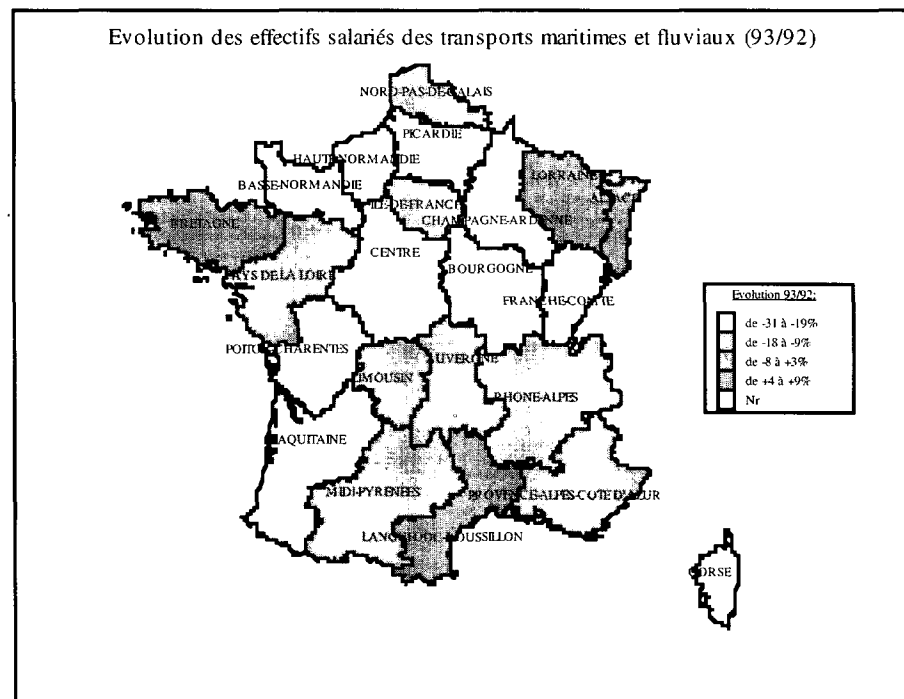 Evolution des effectifs salariés des transports maritimes et fluviaux (93/92)
NORD-PAS-DE-CALAIS
PICARDIE
HAUTE-NORMANDIE
BASSE-NORMANDIE
LORRAINE
ALSACE
ILE-DE-FRANCE
CHAMPAGNE-ARDENNE
BRETAGNE
PAYS DE LA LOIRE
CENTRE
BOURGOGNE
FRANCHE-COMTE
POITOU-CHARENTES
LIMOUSIN
AUVERGNE
RHONE-ALPES
AQUITAINE
MIDI-PYRENEES
PROVENCE-ALPES-COTE D'AZUR
LANGUEDOC-ROUSSILLON
CORSE
Evolution 93/92:
de -31 à -19%
de -18 à -9%
de -8 à +3%
de +4 à +9%
Nr